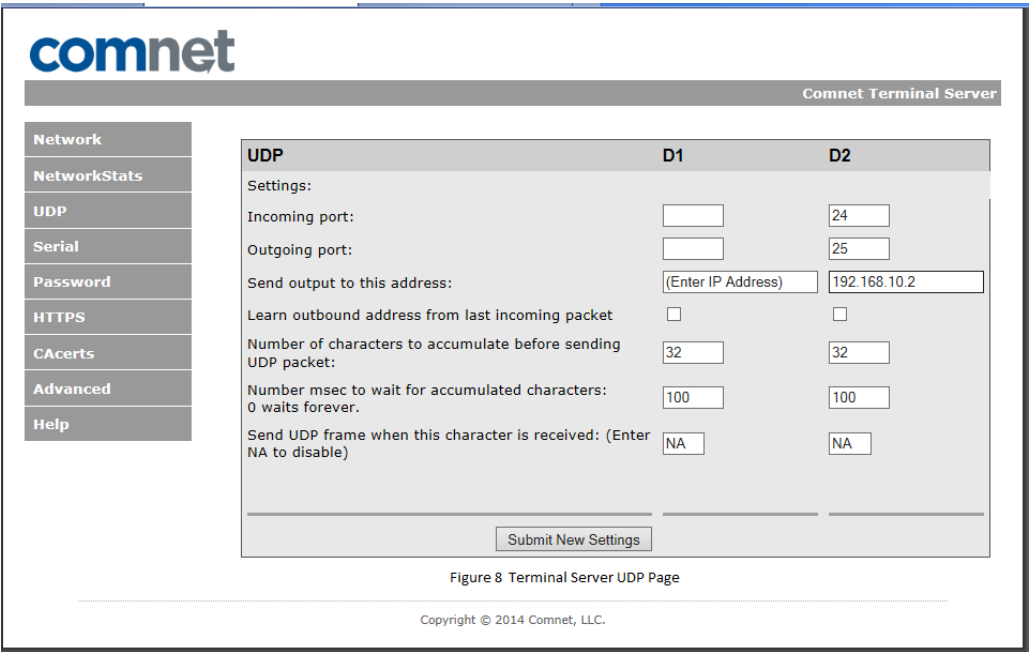 comnet
Comnet Terminal Server
Network
NetworkStats
UDP
Serial
Password
HTTPS
CAcerts
Advanced
Help
UDP D1 D2
Settings:
Incoming port: 24
Outgoing port: 25
Send output to this address: (Enter IP Address) 192.168.10.2
Learn outbound address from last incoming packet
Number of characters to accumulate before sending
UDP packet: 32 32
Number msec to wait for accumulated characters:
0 waits forever. 100 100
Send UDP frame when this character is received: (Enter
NA to disable) NA NA
Submit New Settings
Figure 8 Terminal Server UDP Page
Copyright © 2014 Comnet, LLC.